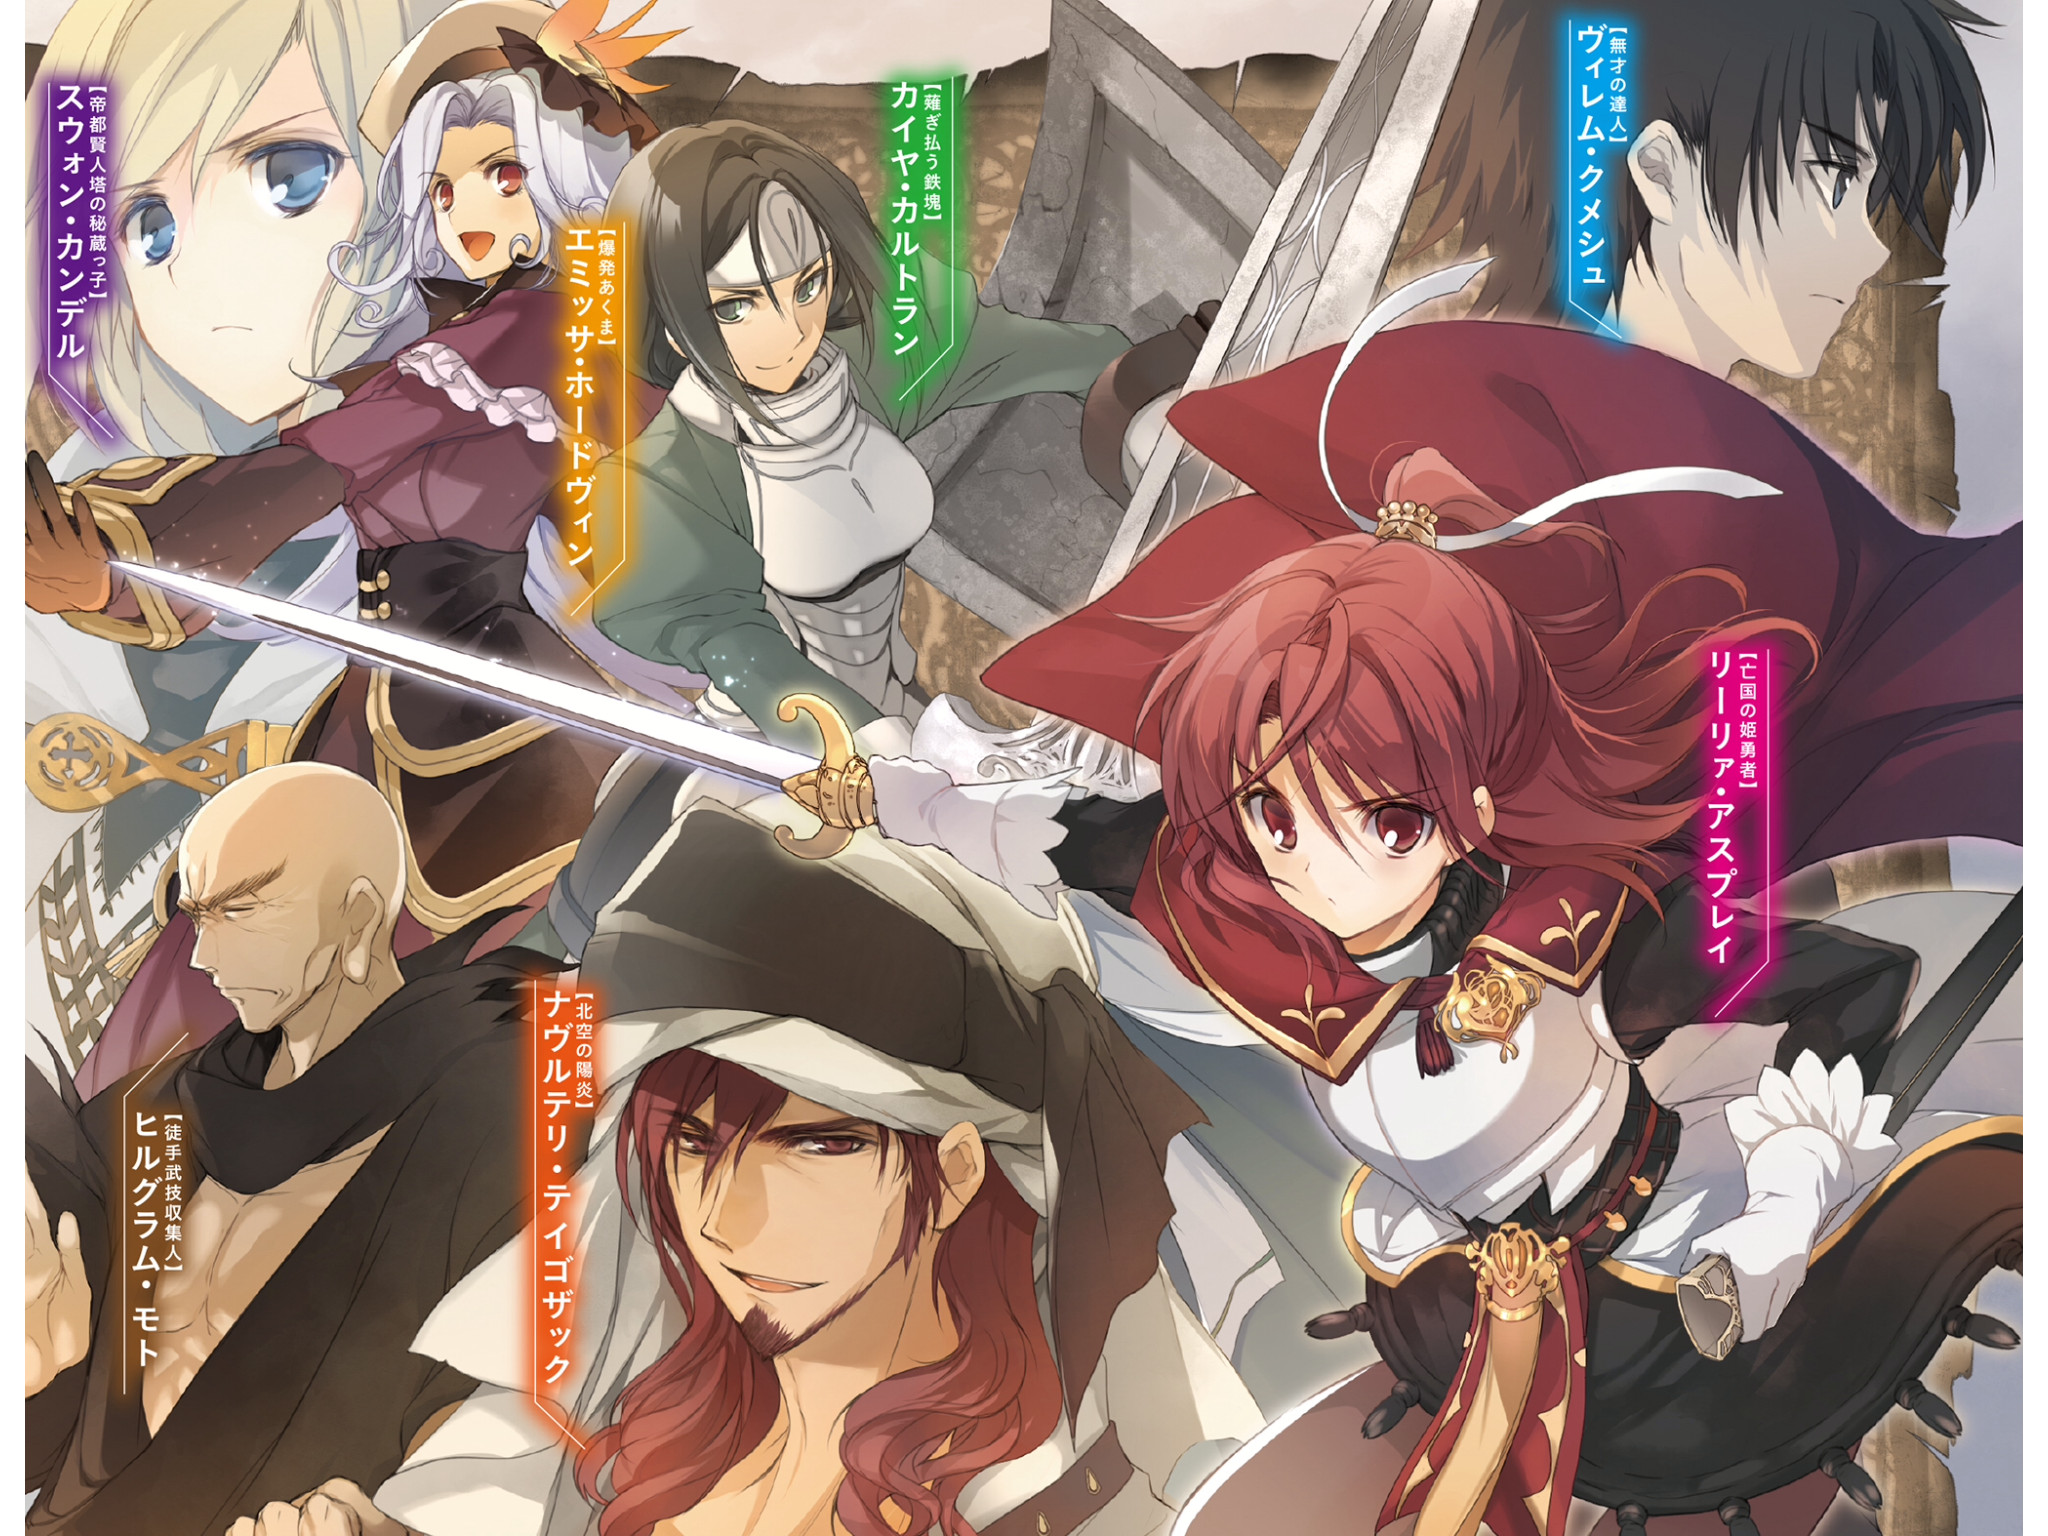 【無才の達人】
ヴィレム・クメシュ
【亡国の姫勇者】
リーリァ・アスプレイ
【薙ぎ払う鉄塊】
カイヤ・カルトラン
【爆発あくま】
エミッサ・ホードヴィン
【帝都賢人塔の秘蔵っ子】
スウォン・カンデル
【北空の陽炎】
ナヴルテリ・テイゴザック
【徒手武技収集人】
ヒルグラム・モト